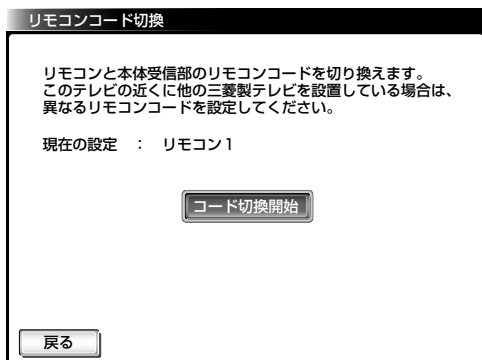 リモコンコード切換
リモコンと本体受信部のリモコンコードを切り換えます。
このテレビの近くに他の三菱製テレビを設置している場合は、
異なるリモコンコードを設定してください。
現在の設定　：　リモコン1
コード切換開始
戻る